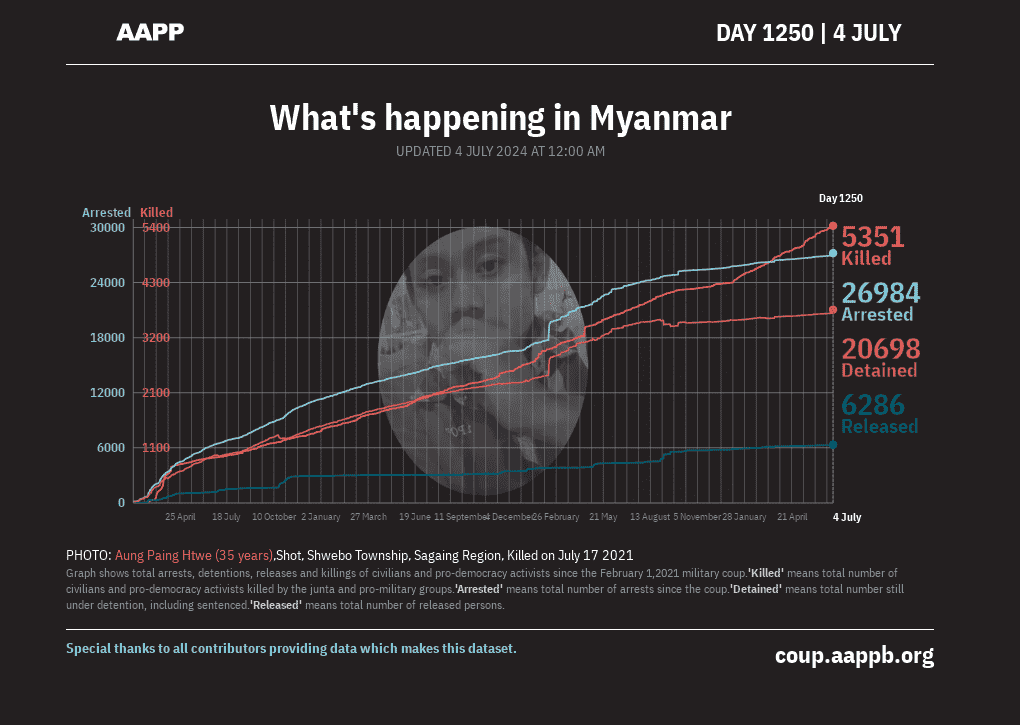 AAPP
DAY 1250 | 4 JULY
What's happening in Myanmar
UPDATED 4 JULY 2024 AT 12:00 AM
Day 1250
Arrested Killed
30000 5400
24000 4300
18000 3200
12000 2100
6000 1100
0
5351
Killed
26984
Arrested
20698
Detained
6286
Released
25 April 18 July 10 October 2 January 27 March 19 June 11 September 4 December 26 February 21 May 13 August 5 November 28 January 21 April 4 July
PHOTO: Aung Paing Htwe (35 years),Shot, Shwebo Township, Sagaing Region, Killed on July 17 2021
Graph shows total arrests, detentions, releases and killings of civilians and pro-democracy activists since the February 1,2021 military coup.'Killed' means total number of
civilians and pro-democracy activists killed by the junta and pro-military groups.'Arrested' means total number of arrests since the coup.'Detained' means total number still
under detention, including sentenced.'Released' means total number of released persons.
Special thanks to all contributors providing data which makes this dataset.
coup.aappb.org